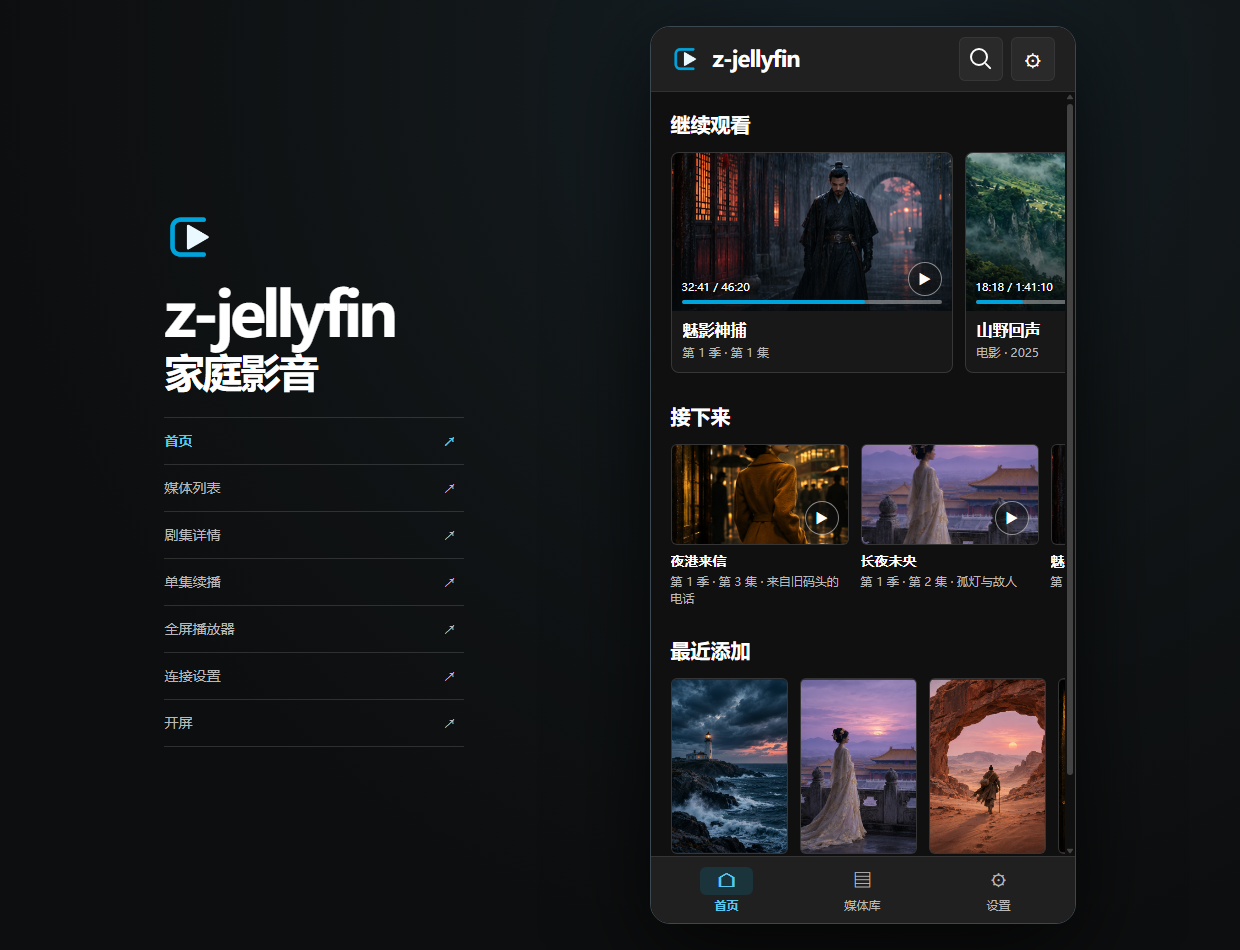 z-jellyfin
家庭影音
首页
媒体列表
剧集详情
单集续播
全屏播放器
连接设置
开屏
z-jellyfin
继续观看
32:41 / 46:20
18:18 / 1:41:10
魅影神捕
第 1 季 · 第 1 集
山野回声
电影 · 2025
接下来
夜港来信
第 1 季 · 第 3 集 · 来自旧码头的
电话
长夜未央
第 1 季 · 第 2 集 · 孤灯与故人
魅
第
最近添加
首页
媒体库
设置